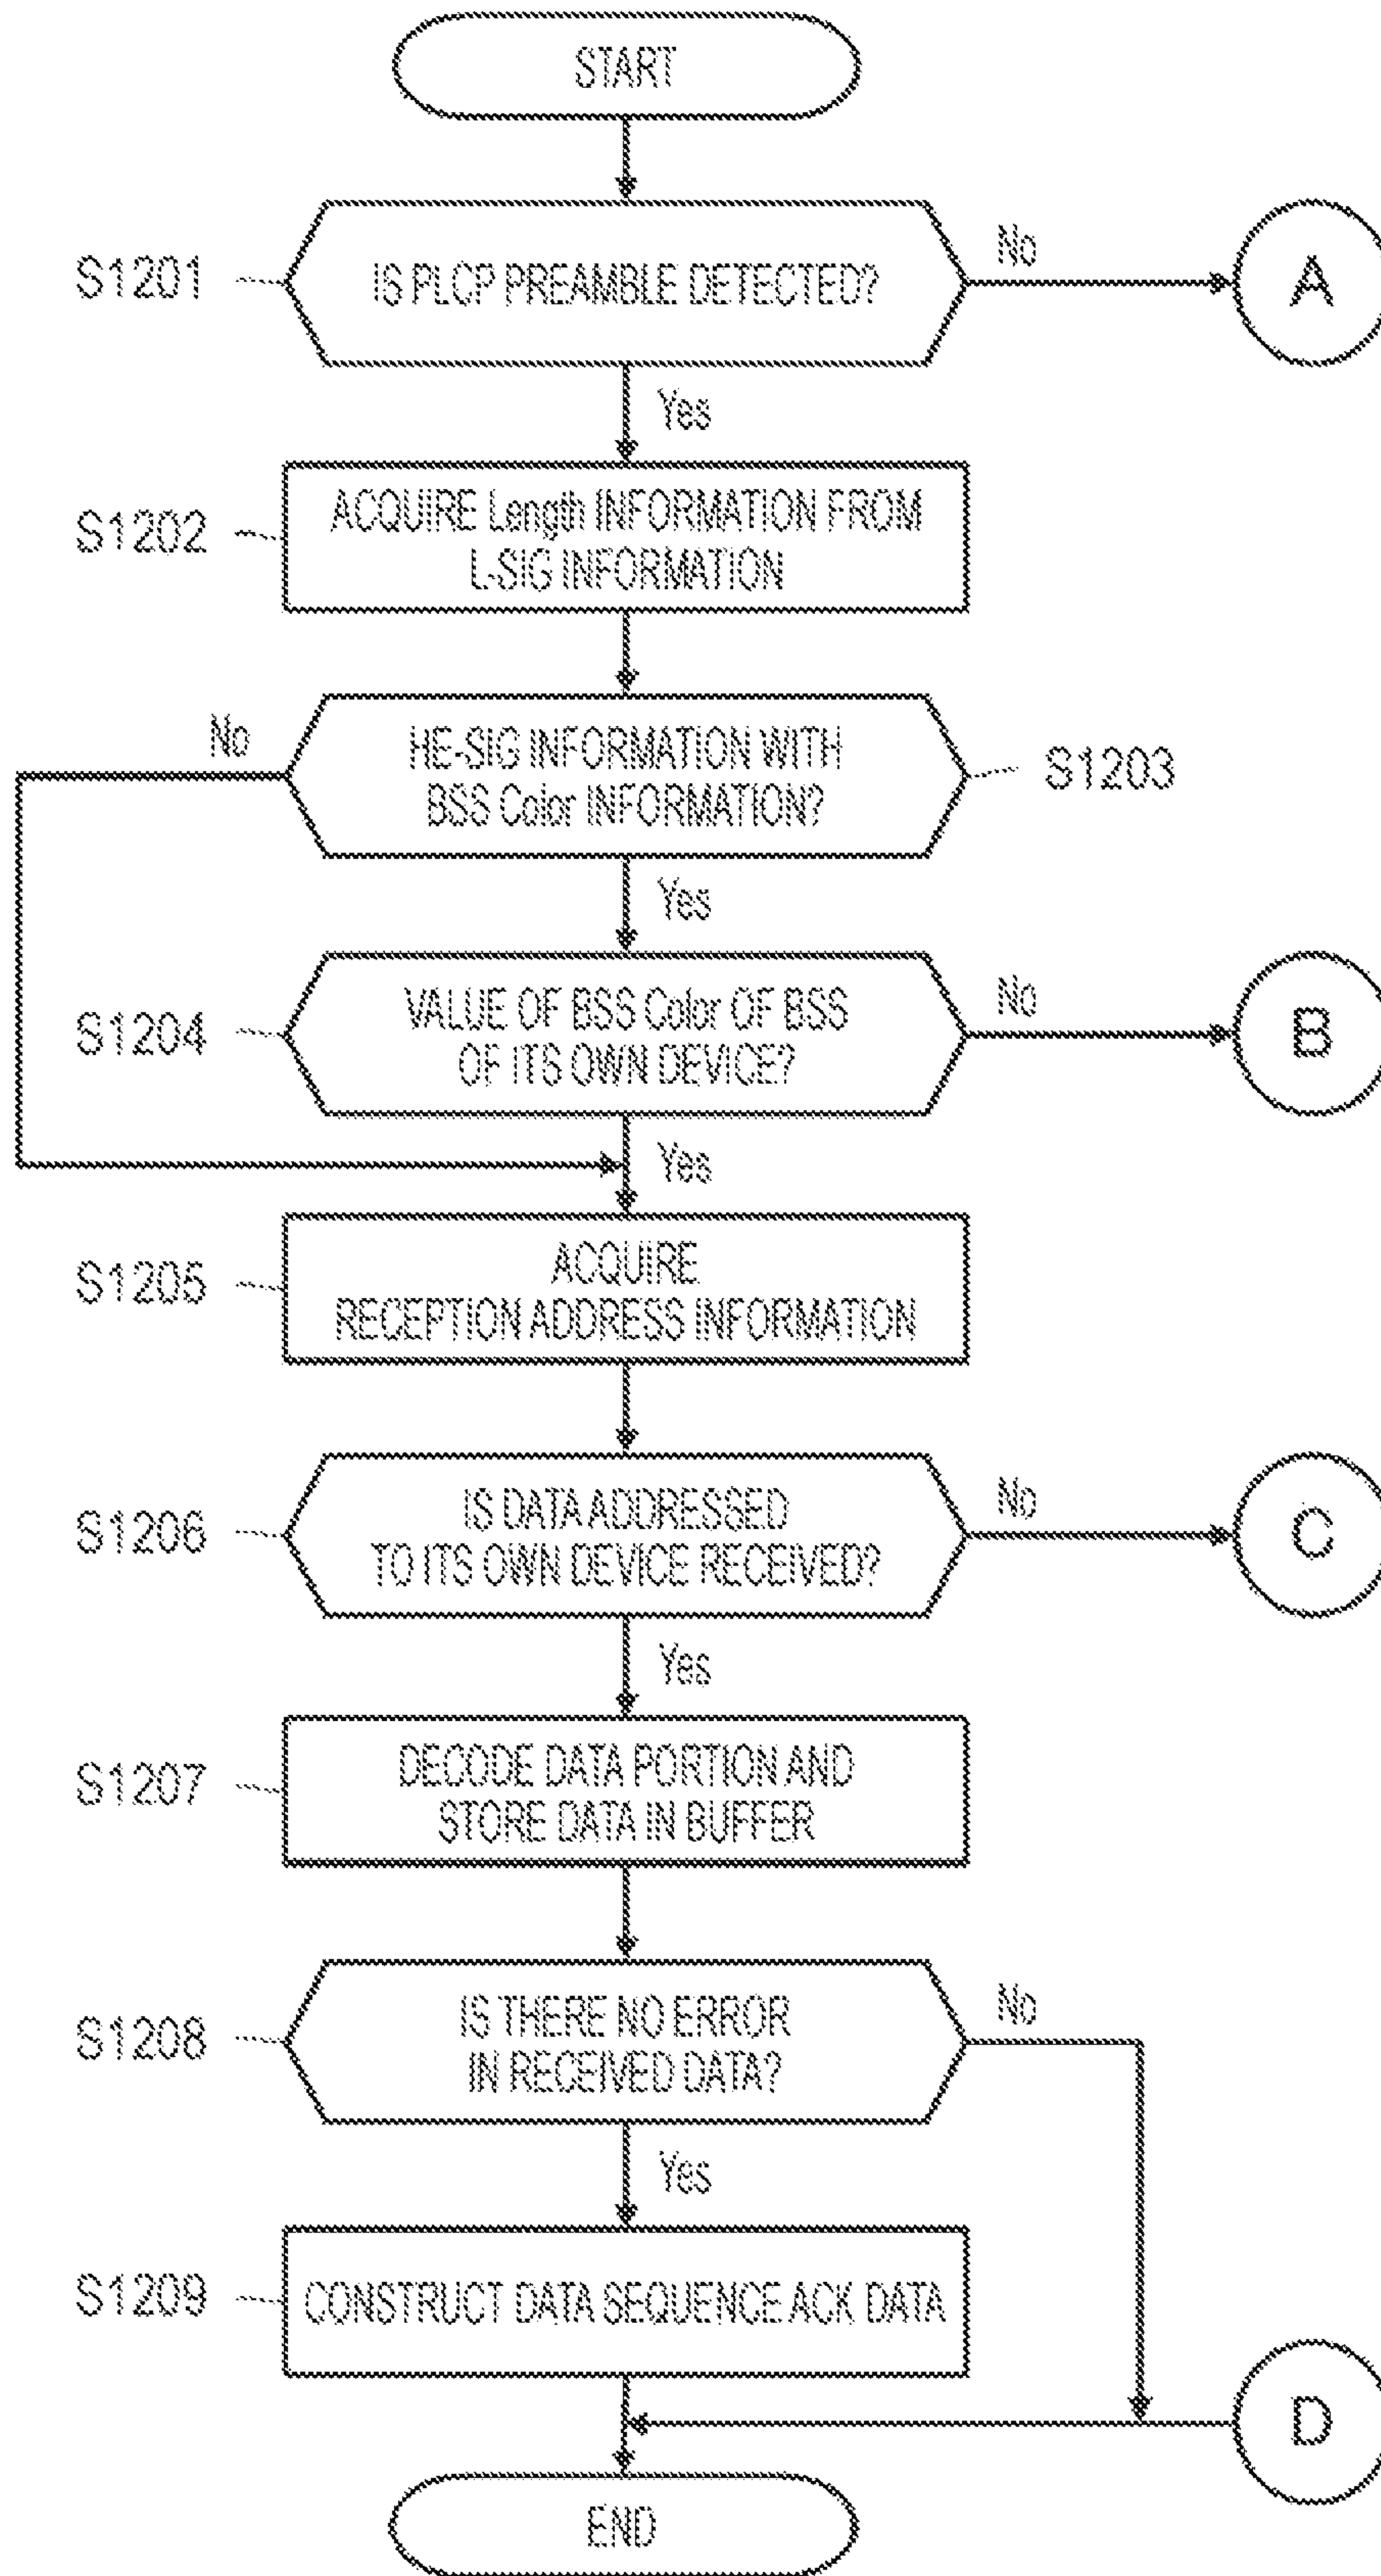 START
S1201
IS PLCP PREAMBLE DETECTED?
No
A
Yes
S1202
ACQUIRE Length INFORMATION FROM
L-SIG INFORMATION
No
HE-SIG INFORMATION WITH
BSS Color INFORMATION?
S1203
Yes
S1204
VALUE OF BSS Color OF BSS
OF ITS OWN DEVICE?
No
B
Yes
S1205
ACQUIRE
RECEPTION ADDRESS INFORMATION
S1206
IS DATA ADDRESSED
TO ITS OWN DEVICE RECEIVED?
No
C
Yes
S1207
DECODE DATA PORTION AND
STORE DATA IN BUFFER
S1208
IS THERE NO ERROR
IN RECEIVED DATA?
No
Yes
S1209
CONSTRUCT DATA SEQUENCE ACK DATA
D
END